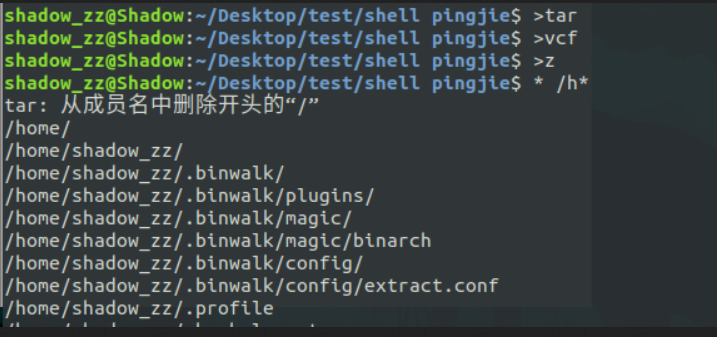 shadow_zz@Shadow:~/Desktop/test/shell pingjie$ >tar
shadow_zz@Shadow:~/Desktop/test/shell pingjie$ >vcf
shadow_zz@Shadow:~/Desktop/test/shell pingjie$ >z
shadow_zz@Shadow:~/Desktop/test/shell pingjie$ * /h*
tar: 从成员名中删除开头的“/”
/home/
/home/shadow_zz/
/home/shadow_zz/.binwalk/
/home/shadow_zz/.binwalk/plugins/
/home/shadow_zz/.binwalk/magic/
/home/shadow_zz/.binwalk/magic/binarch
/home/shadow_zz/.binwalk/config/
/home/shadow_zz/.binwalk/config/extract.conf
/home/shadow_zz/.profile